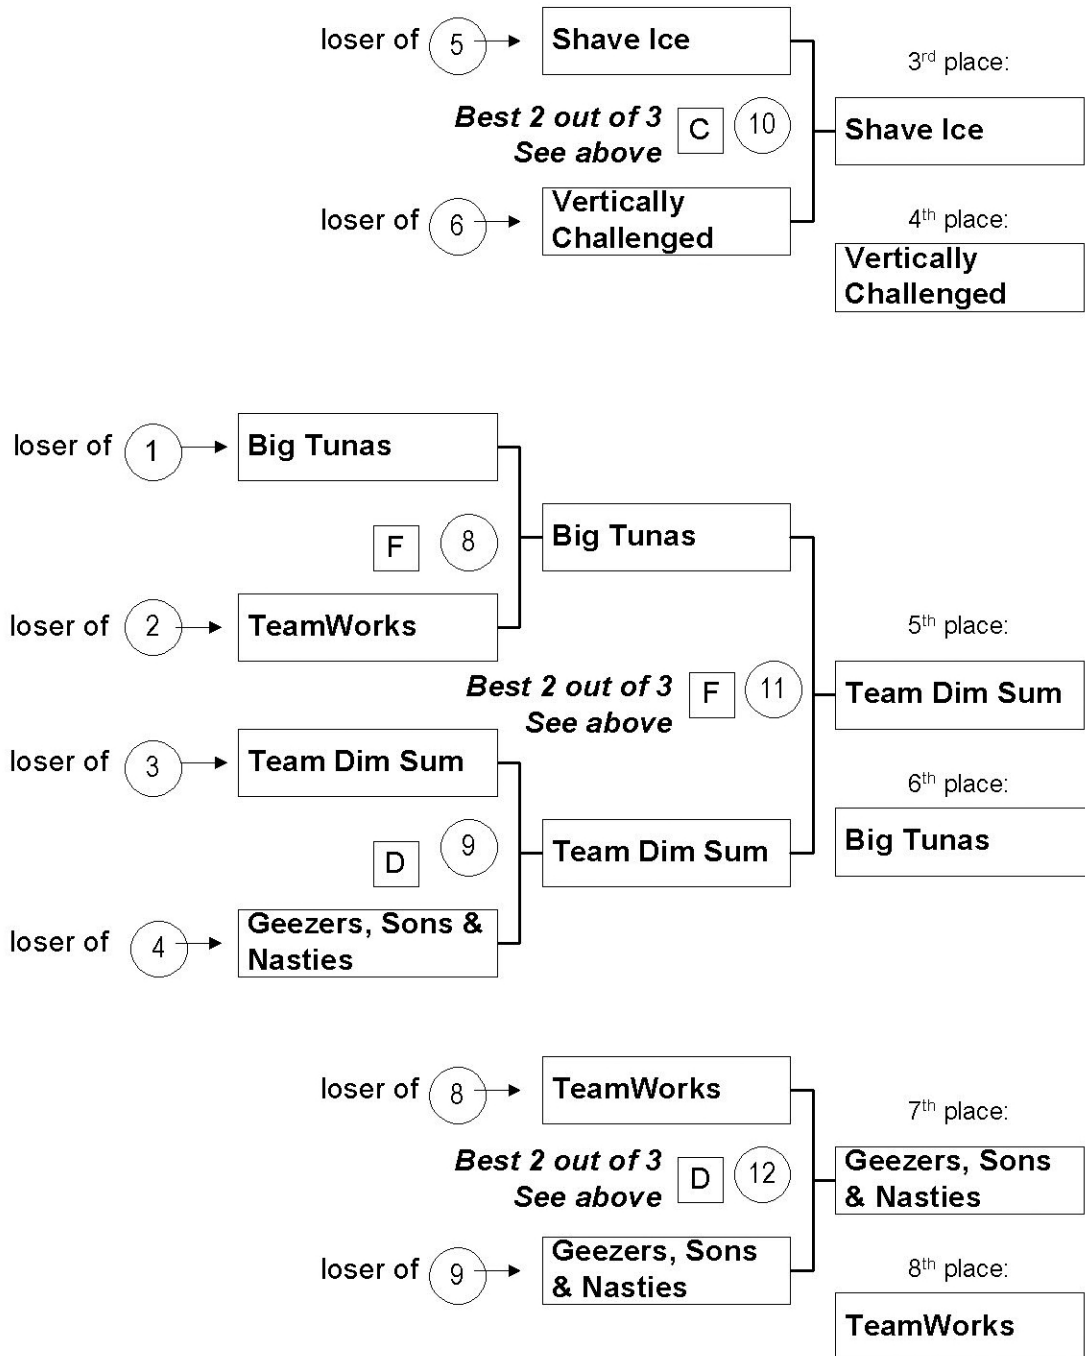 loser of 5 Shave Ice
3rd place:
Best 2 out of 3
C 10
Shave Ice
See above
loser of 6 Vertically
Challenged
4th place:
Vertically
Challenged
loser of 1 Big Tunas
F 8 Big Tunas
loser of 2 TeamWorks
5th place:
Best 2 out of 3
F 11
Team Dim Sum
See above
loser of 3 Team Dim Sum
6th place:
D 9 Team Dim Sum
Big Tunas
loser of 4 Geezers, Sons &
Nasties
loser of 8 TeamWorks
7th place:
Best 2 out of 3
See above
D 12
Geezers, Sons
& Nasties
loser of 9 Geezers, Sons
& Nasties
8th place:
TeamWorks